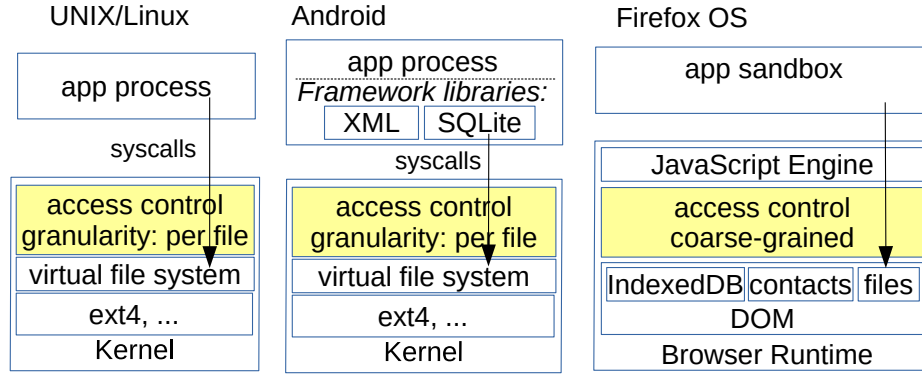 UNIX/Linux
app process
syscalls
access control
granularity: per file
virtual file system
ext4, ...
Kernel
Android
app process
Framework libraries:
XML
SQLite
syscalls
access control
granularity: per file
virtual file system
ext4, ...
Kernel
Firefox OS
app sandbox
JavaScript Engine
access control
coarse-grained
IndexedDB
contacts
files
DOM
Browser Runtime